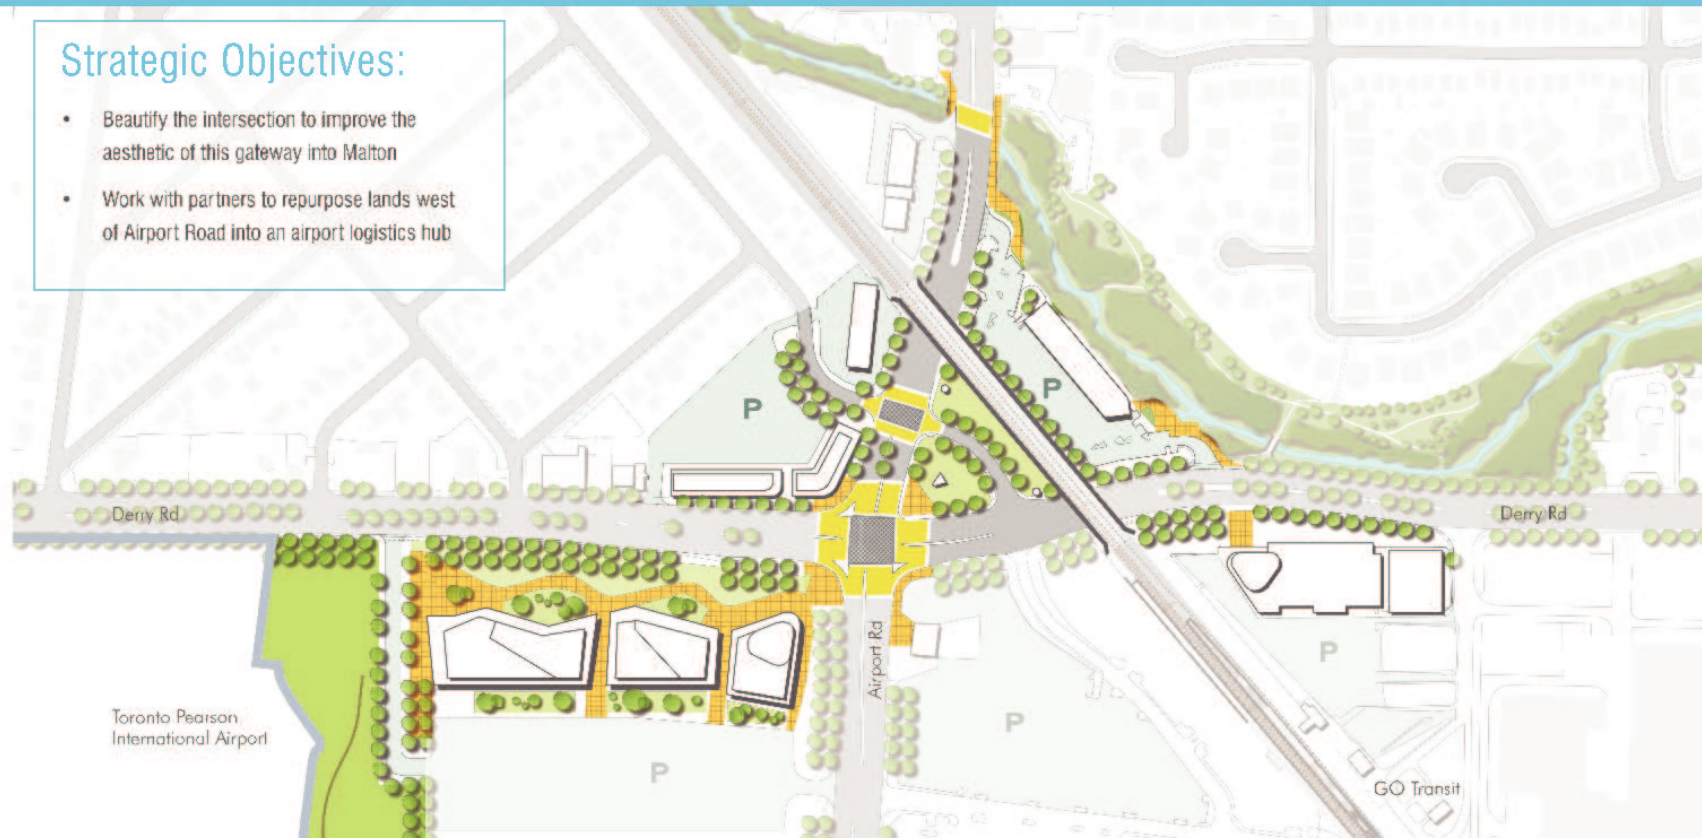 Strategic Objectives:
• Beautify the intersection to improve the
aesthetic of this gateway into Malton
• Work with partners to repurpose lands west
of Airport Road into an airport logistics hub
P
P
Derry Rd
Derry Rd
Airport Rd
P
Toronto Pearson
International Airport
P
P
GO Transit